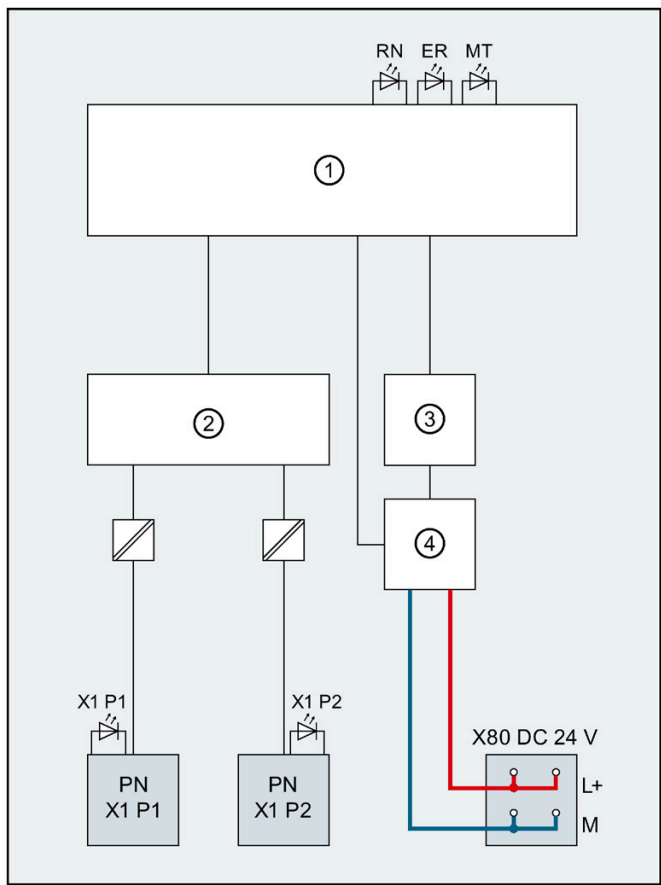 RN ER MT
①
②
③
④
X1 P1
X1 P2
X80 DC 24 V
PN
X1 P1
PN
X1 P2
L+
M